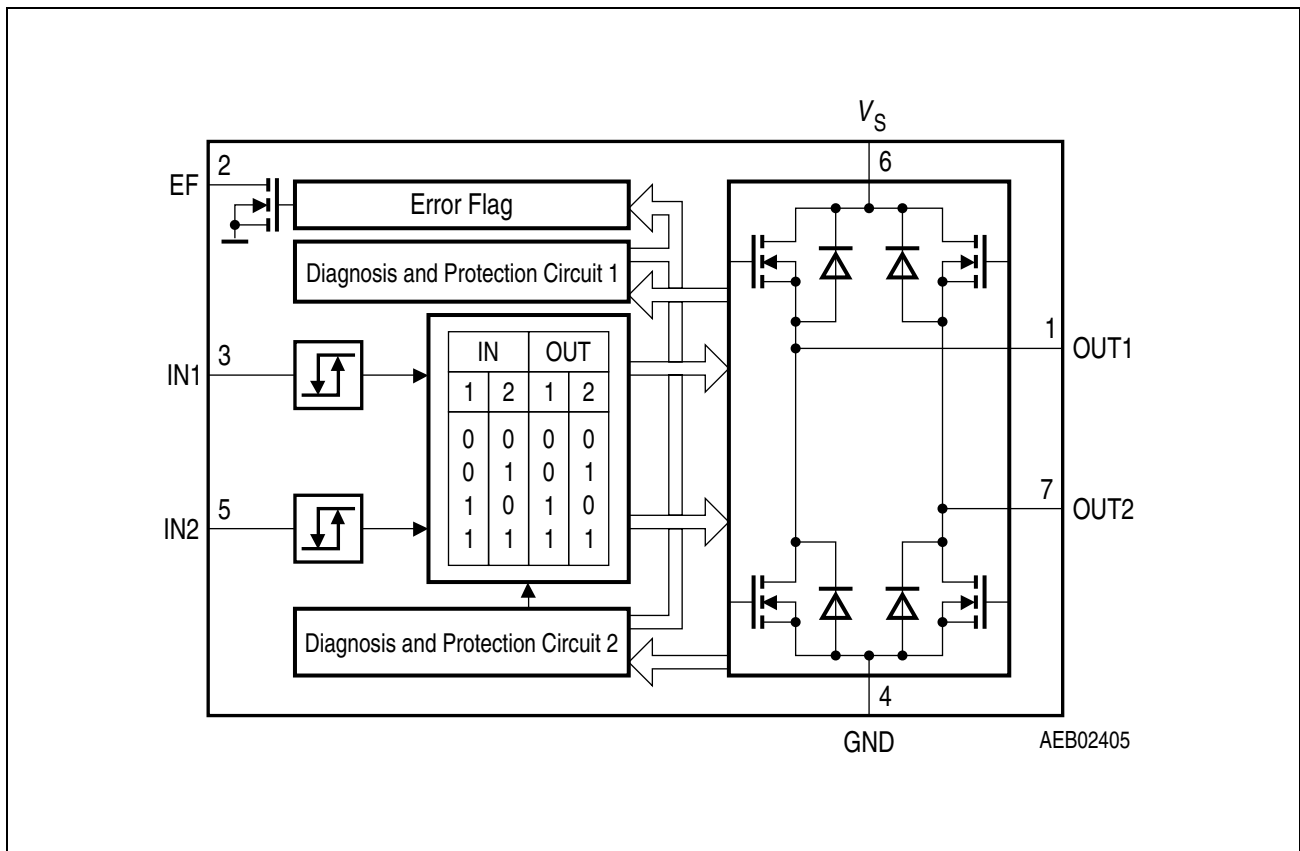 VS
6
2
EF
Error Flag
Diagnosis and Protection Circuit 1
3
IN1
IN OUT
1 2 1 2
0 0 0 0
0 1 0 1
1 0 1 0
1 1 1 1
1
OUT1
5
IN2
7
OUT2
Diagnosis and Protection Circuit 2
4
GND
AEB02405